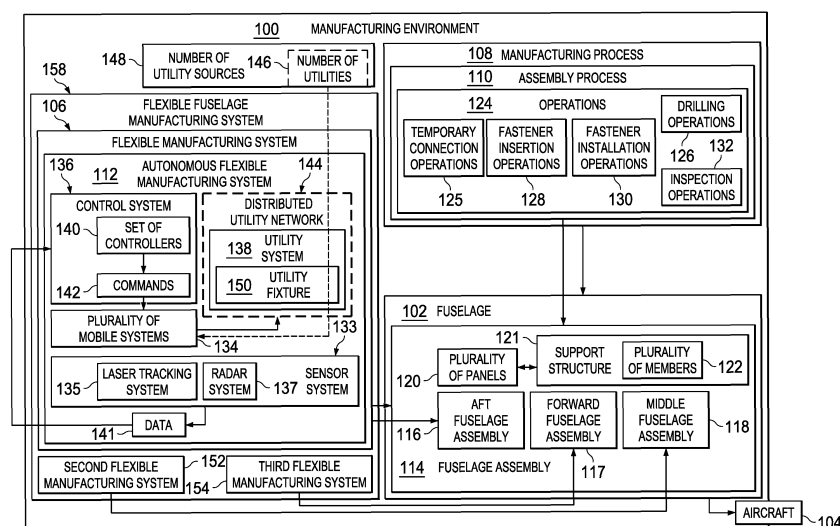 100 MANUFACTURING ENVIRONMENT
148
NUMBER OF
UTILITY SOURCES
146
NUMBER OF
UTILITIES
158
FLEXIBLE FUSELAGE
MANUFACTURING SYSTEM
106
FLEXIBLE MANUFACTURING SYSTEM
136
112
AUTONOMOUS FLEXIBLE
MANUFACTURING SYSTEM
144
CONTROL SYSTEM
140
SET OF
CONTROLLERS
142
COMMANDS
DISTRIBUTED
UTILITY NETWORK
138
UTILITY
SYSTEM
150
UTILITY
FIXTURE
PLURALITY OF
MOBILE SYSTEMS
134
133
135
LASER TRACKING
SYSTEM
RADAR
SYSTEM
137
SENSOR
SYSTEM
141
DATA
SECOND FLEXIBLE
MANUFACTURING SYSTEM
152
154
THIRD FLEXIBLE
MANUFACTURING SYSTEM
108 MANUFACTURING PROCESS
110 ASSEMBLY PROCESS
124 OPERATIONS
TEMPORARY
CONNECTION
OPERATIONS
125
FASTENER
INSERTION
OPERATIONS
128
FASTENER
INSTALLATION
OPERATIONS
130
DRILLING
OPERATIONS
126
132
INSPECTION
OPERATIONS
102 FUSELAGE
121
120
PLURALITY
OF PANELS
SUPPORT
STRUCTURE
PLURALITY
OF MEMBERS
122
116
AFT
FUSELAGE
ASSEMBLY
FORWARD
FUSELAGE
ASSEMBLY
117
MIDDLE
FUSELAGE
ASSEMBLY
118
114 FUSELAGE ASSEMBLY
AIRCRAFT
104